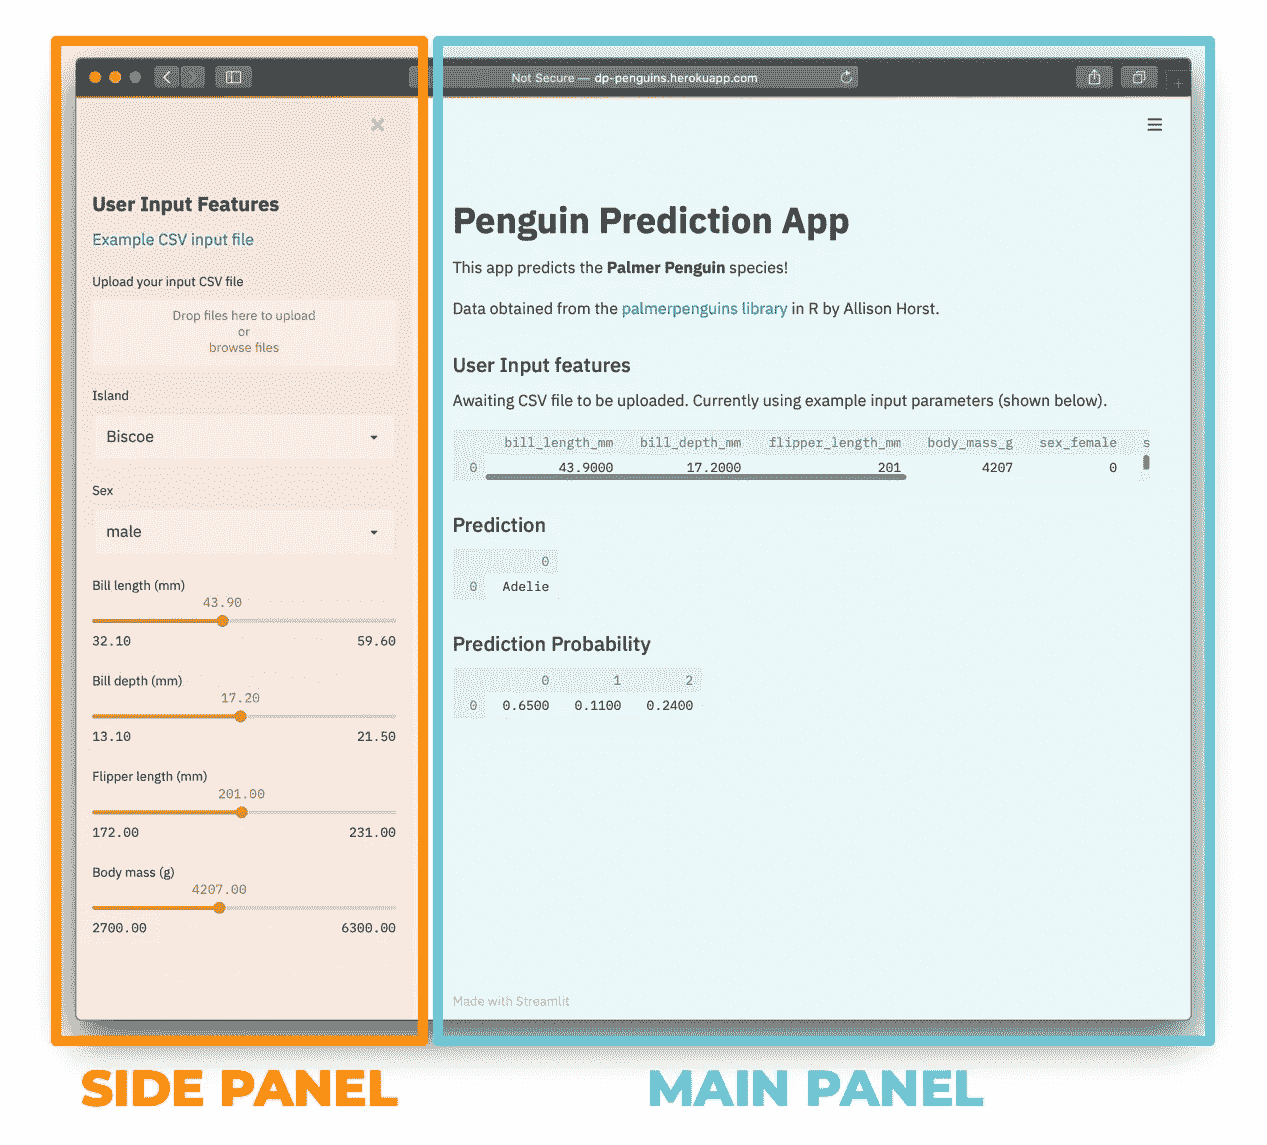 Not Secure — dp-penguins.herokuapp.com
User Input Features
Example CSV input file
Upload your input CSV file
Drop files here to upload
or
browse files
Island
Biscoe
Sex
male
Bill length (mm)
43.90
32.10 59.60
Bill depth (mm)
17.20
13.10 21.50
Flipper length (mm)
201.00
172.00 231.00
Body mass (g)
4207.00
2700.00 6300.00
Penguin Prediction App
This app predicts the Palmer Penguin species!
Data obtained from the palmerpenguins library in R by Allison Horst.
User Input features
Awaiting CSV file to be uploaded. Currently using example input parameters (shown below).
bill_length_mm bill_depth_mm flipper_length_mm body_mass_g sex_female s
0 43.9000 17.2000 201 4207 0
Prediction
0
0 Adelie
Prediction Probability
0 1 2
0 0.6500 0.1100 0.2400
Made with Streamlit
SIDE PANEL
MAIN PANEL